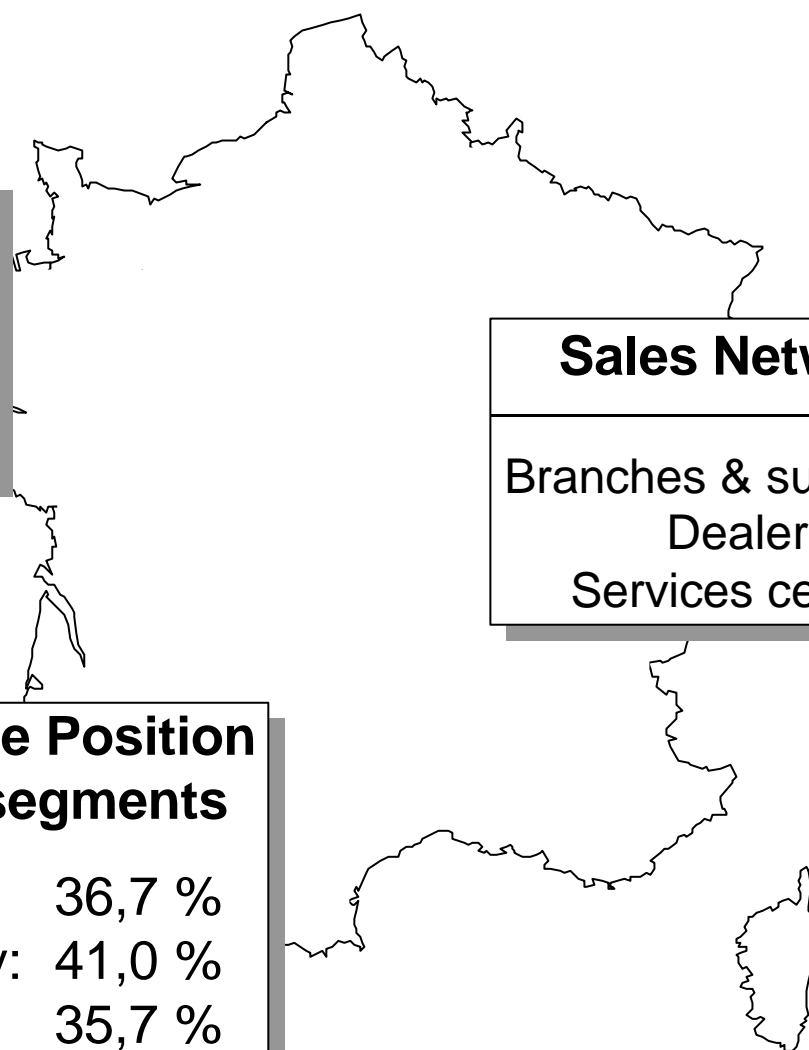 Sales Netw
Branches & su
Dealer
Services ce
e Position
segments
36,7 %
y: 41,0 %
35,7 %